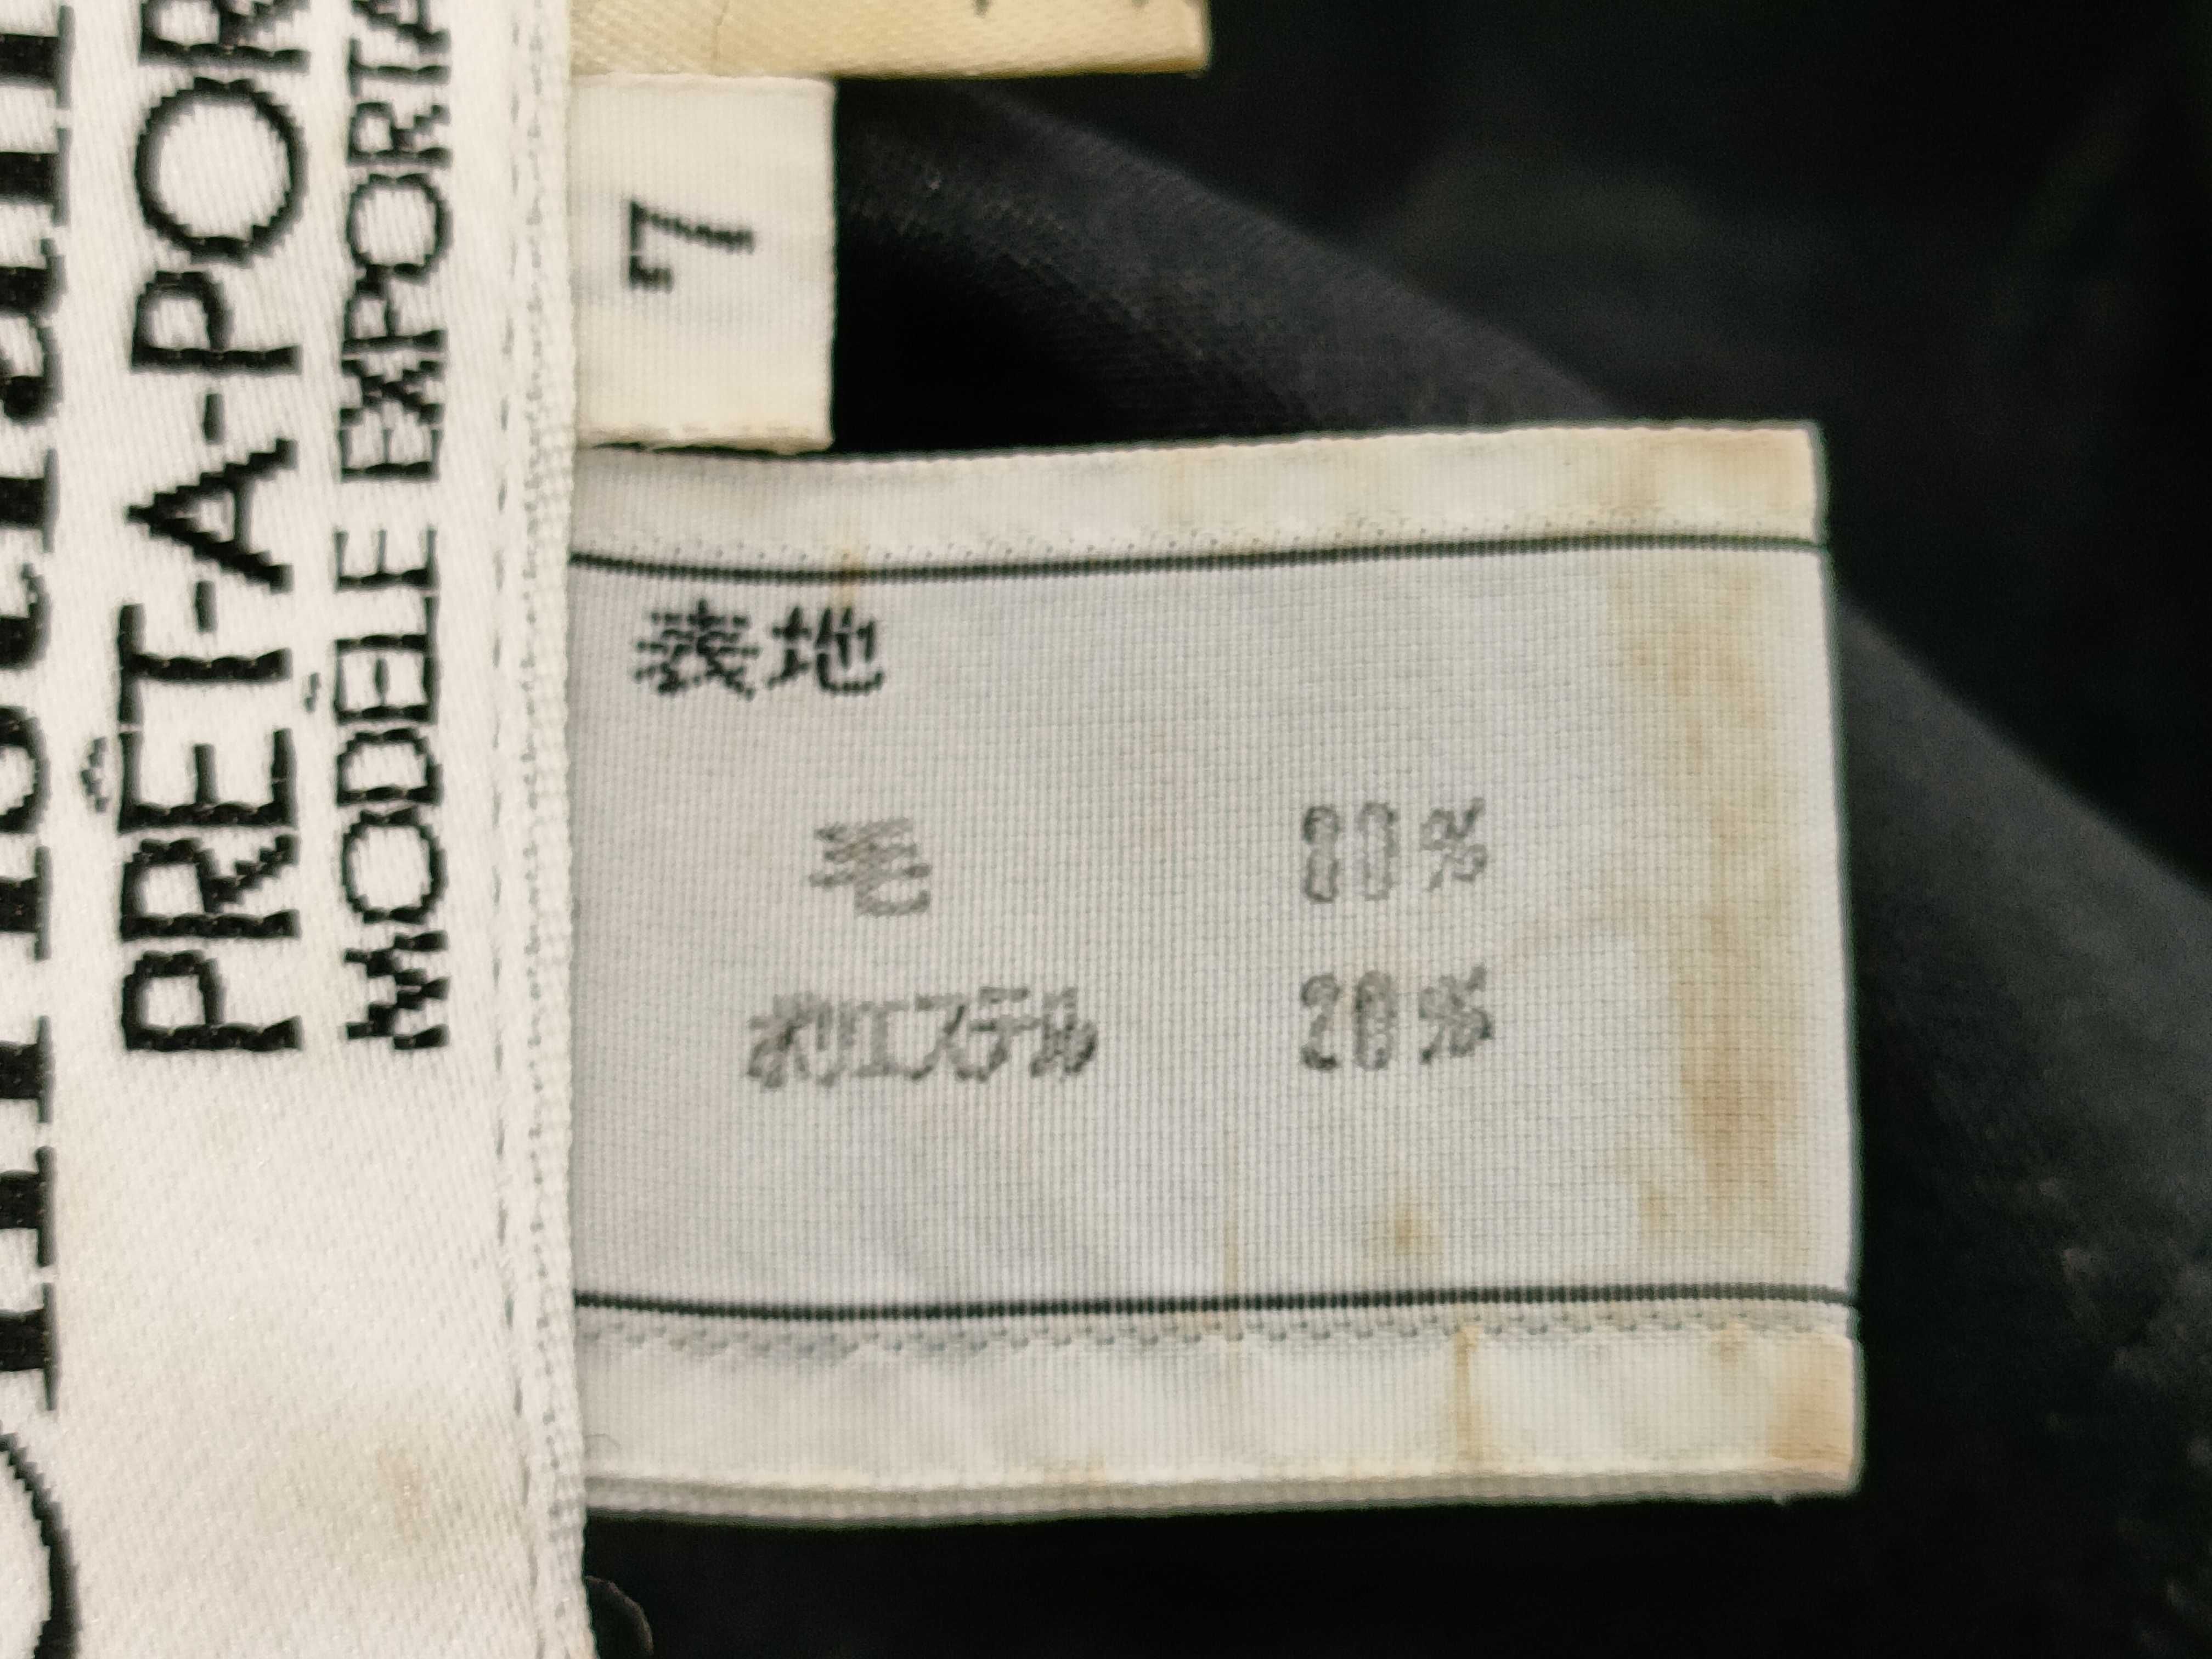 PRÊT-A-POR
MODELE EXPORTA
7
表地
毛 80%
ポリエステル 20%